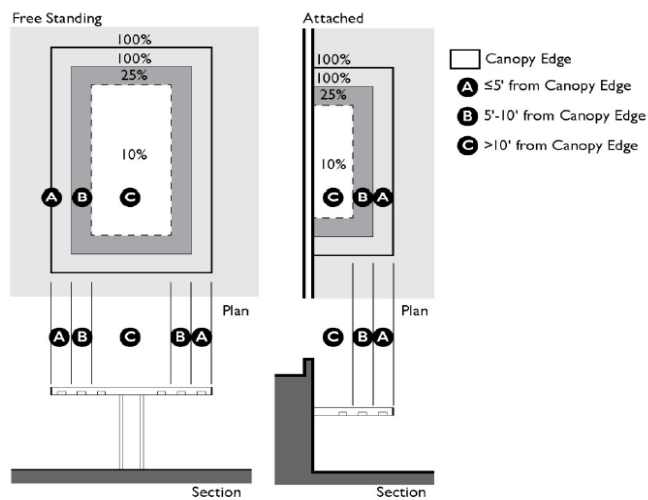 Free Standing
100%
100%
25%
10%
A B C
Plan
A B C B A
Section
Attached
100%
100%
25%
10%
C B A
Plan
C B A
Section
Canopy Edge
A ≤5' from Canopy Edge
B 5'-10' from Canopy Edge
C >10' from Canopy Edge